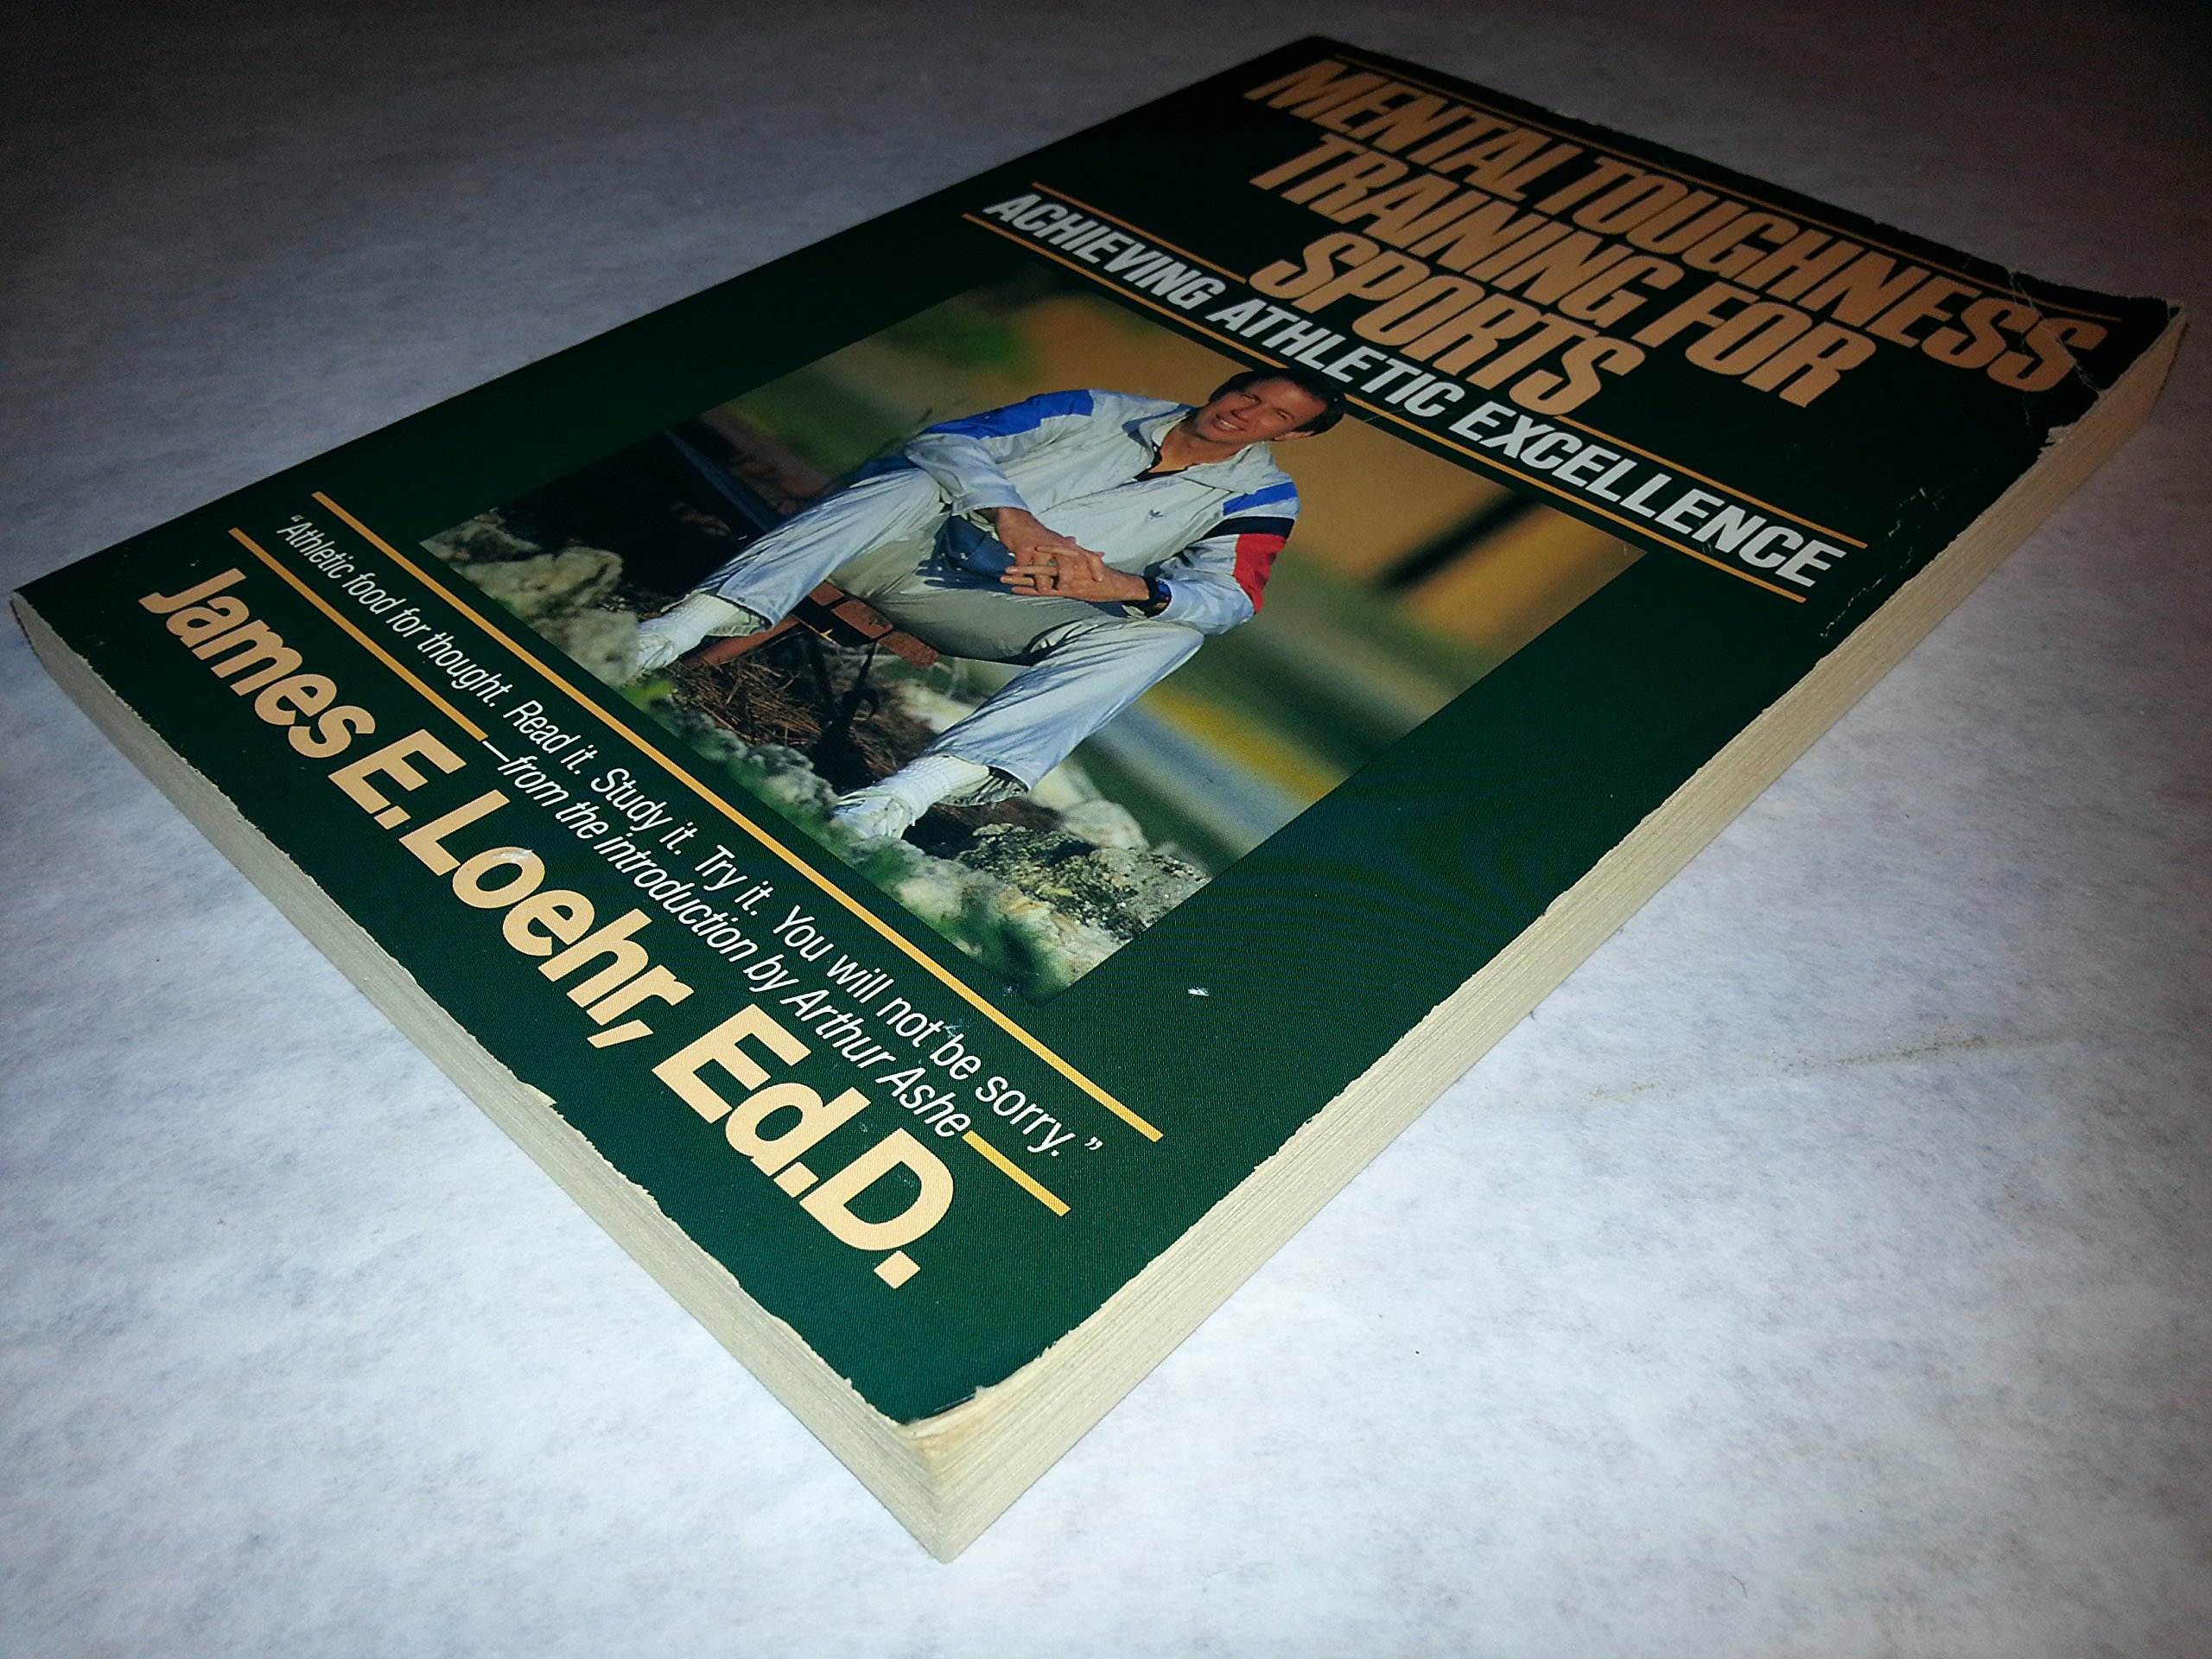 MENTAL TOUGHNESS
TRAINING FOR
SPORTS
ACHIEVING ATHLETIC EXCELLENCE
“Athletic food for thought. Read it. Study it. Try it. You will not be sorry.”
—from the introduction by Arthur Ashe
James E. Loehr, Ed.D.